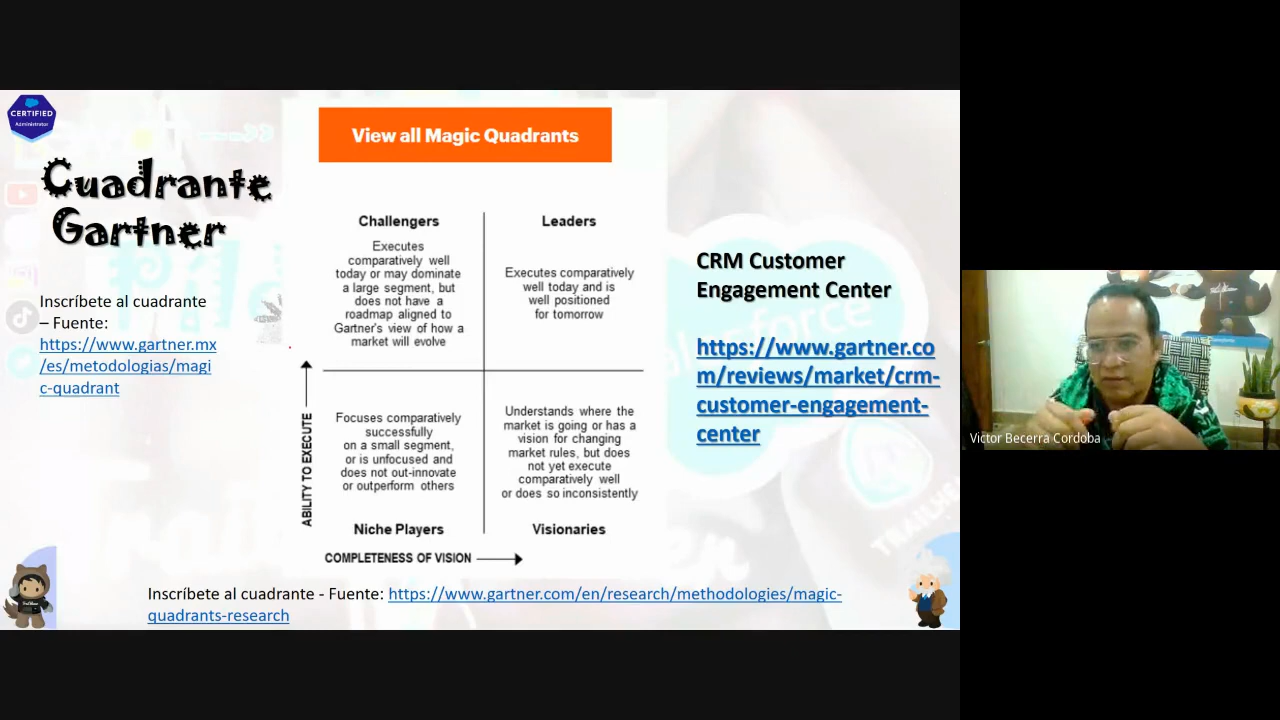 CERTIFIED
Administrator
Cuadrante
Gartner
Inscríbete al cuadrante
– Fuente:
https://www.gartner.mx
/es/metodologias/magi
c-quadrant
View all Magic Quadrants
Challengers
Executes
comparatively well
today or may dominate
a large segment, but
does not have a
roadmap aligned to
Gartner's view of how a
market will evolve
Leaders
Executes comparatively
well today and is
well positioned
for tomorrow
ABILITY TO EXECUTE
Focuses comparatively
successfully
on a small segment,
or is unfocused and
does not out-innovate
or outperform others
Niche Players
Understands where the
market is going or has a
vision for changing
market rules, but does
not yet execute
comparatively well
or does so inconsistently
Visionaries
COMPLETENESS OF VISION
CRM Customer
Engagement Center
https://www.gartner.co
m/reviews/market/crm-
customer-engagement-
center
Inscríbete al cuadrante - Fuente: https://www.gartner.com/en/research/methodologies/magic-
quadrants-research
Victor Becerra Cordoba